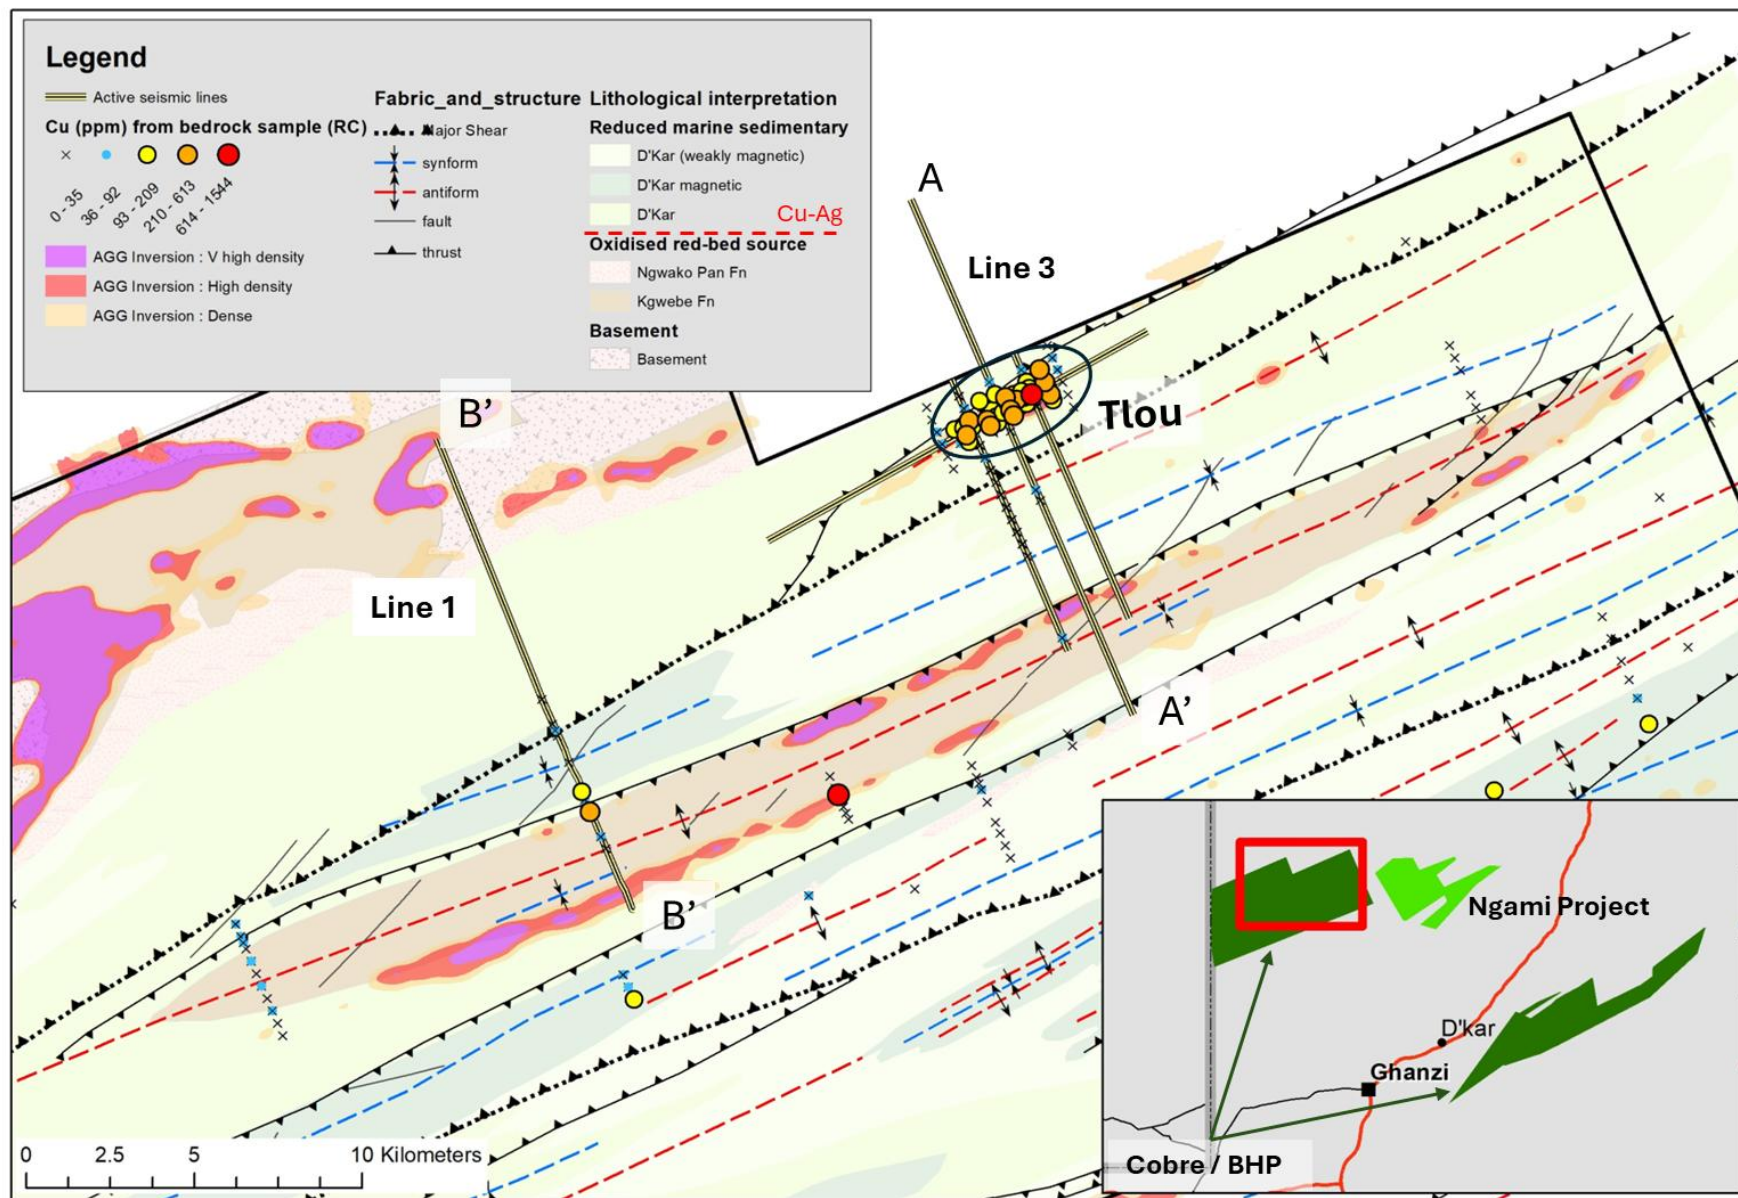 Legend
Active seismic lines
Cu (ppm) from bedrock sample (RC)
0 - 35
36 - 92
93 - 209
210 - 613
614 - 1544
AGG Inversion : V high density
AGG Inversion : High density
AGG Inversion : Dense
Fabric_and_structure
Major Shear
synform
antiform
fault
thrust
Lithological interpretation
Reduced marine sedimentary
D'Kar (weakly magnetic)
D'Kar magnetic
D'Kar
Cu-Ag
Oxidised red-bed source
Ngwako Pan Fn
Kgwebe Fn
Basement
Basement
A
Line 3
B'
Tlou
Line 1
A'
B'
Ngami Project
D'kar
Ghanzi
Cobre / BHP
0 2.5 5 10 Kilometers